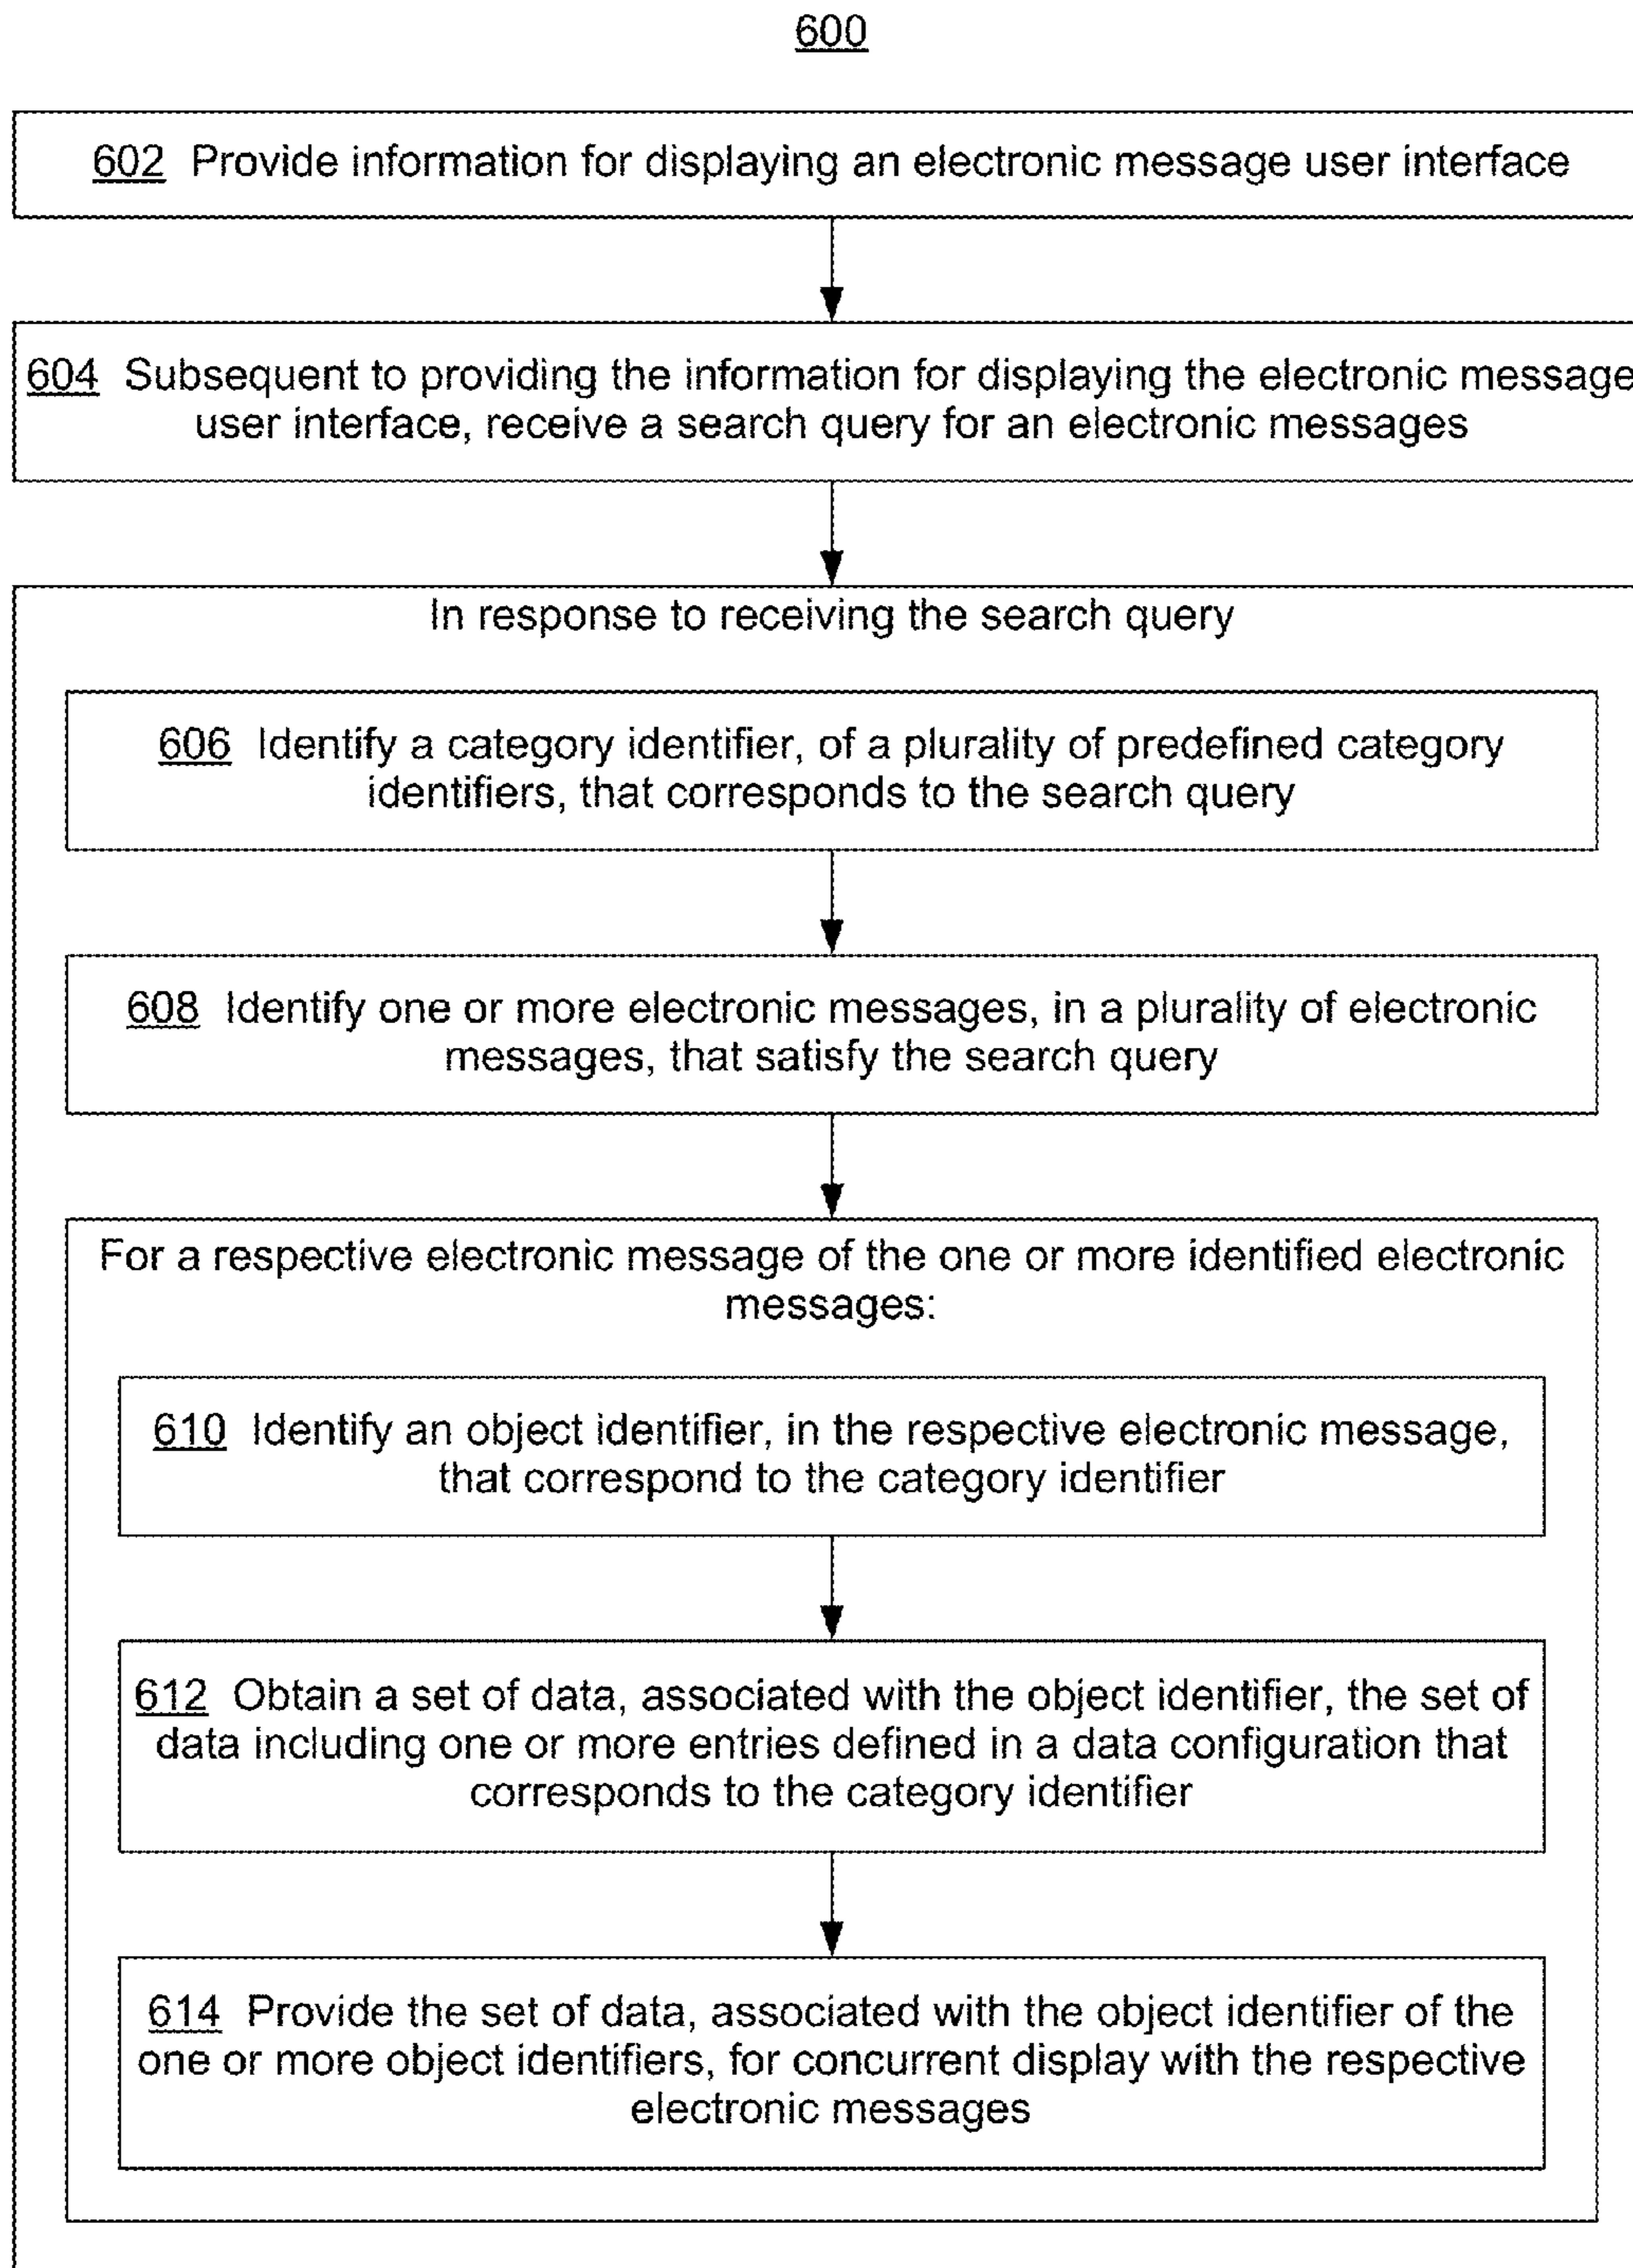 600
602 Provide information for displaying an electronic message user interface
604 Subsequent to providing the information for displaying the electronic message
user interface, receive a search query for an electronic messages
In response to receiving the search query
606 Identify a category identifier, of a plurality of predefined category
identifiers, that corresponds to the search query
608 Identify one or more electronic messages, in a plurality of electronic
messages, that satisfy the search query
For a respective electronic message of the one or more identified electronic
messages:
610 Identify an object identifier, in the respective electronic message,
that correspond to the category identifier
612 Obtain a set of data, associated with the object identifier, the set of
data including one or more entries defined in a data configuration that
corresponds to the category identifier
614 Provide the set of data, associated with the object identifier of the
one or more object identifiers, for concurrent display with the respective
electronic messages